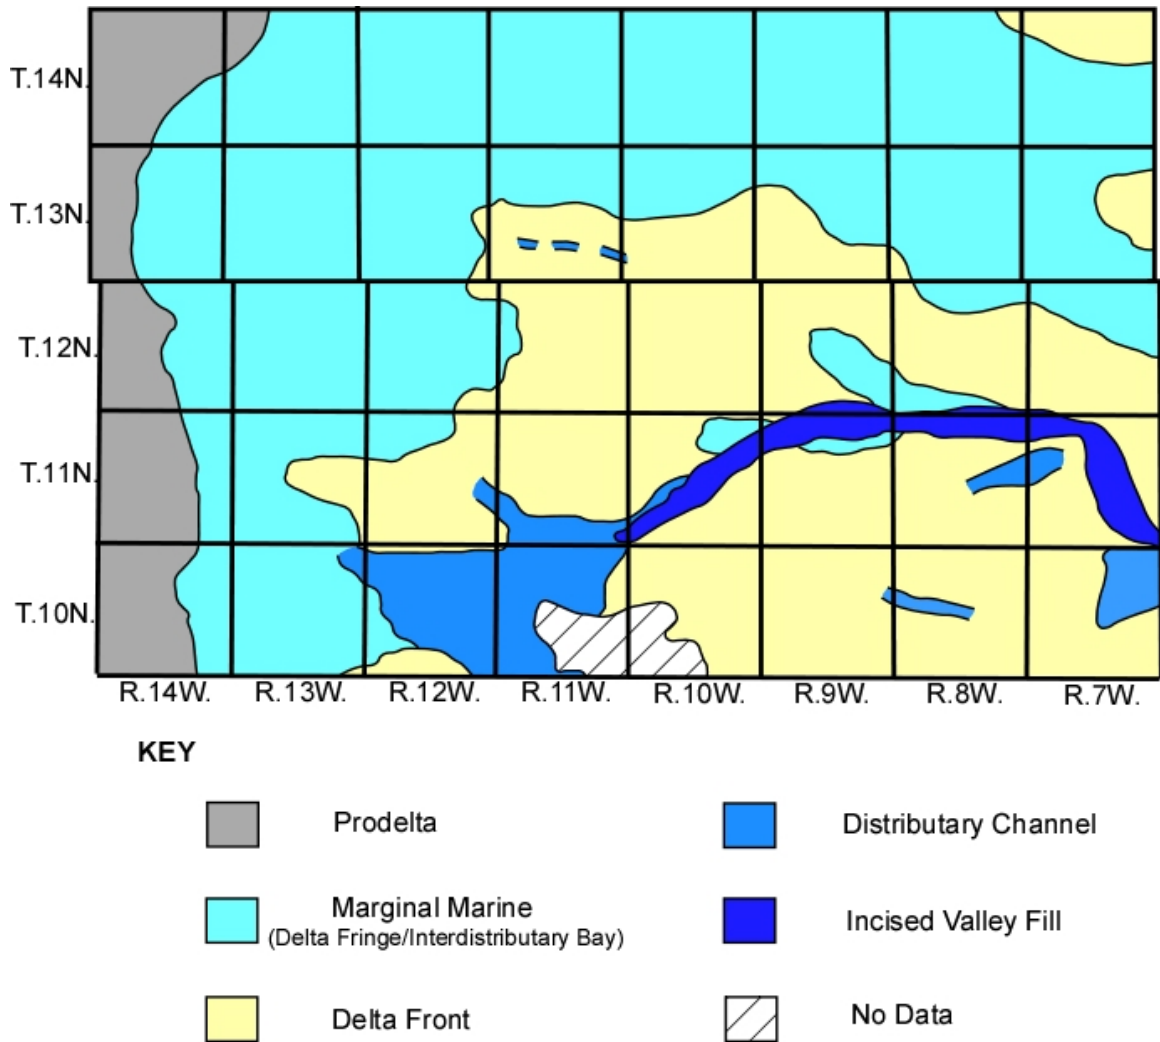 T.14N.
T.13N.
T.12N.
T.11N.
T.10N.
R.14W. R.13W. R.12W. R.11W. R.10W. R.9W. R.8W. R.7W.
KEY
Prodelta
Distributary Channel
Marginal Marine
(Delta Fringe/Interdistributary Bay)
Incised Valley Fill
Delta Front
No Data